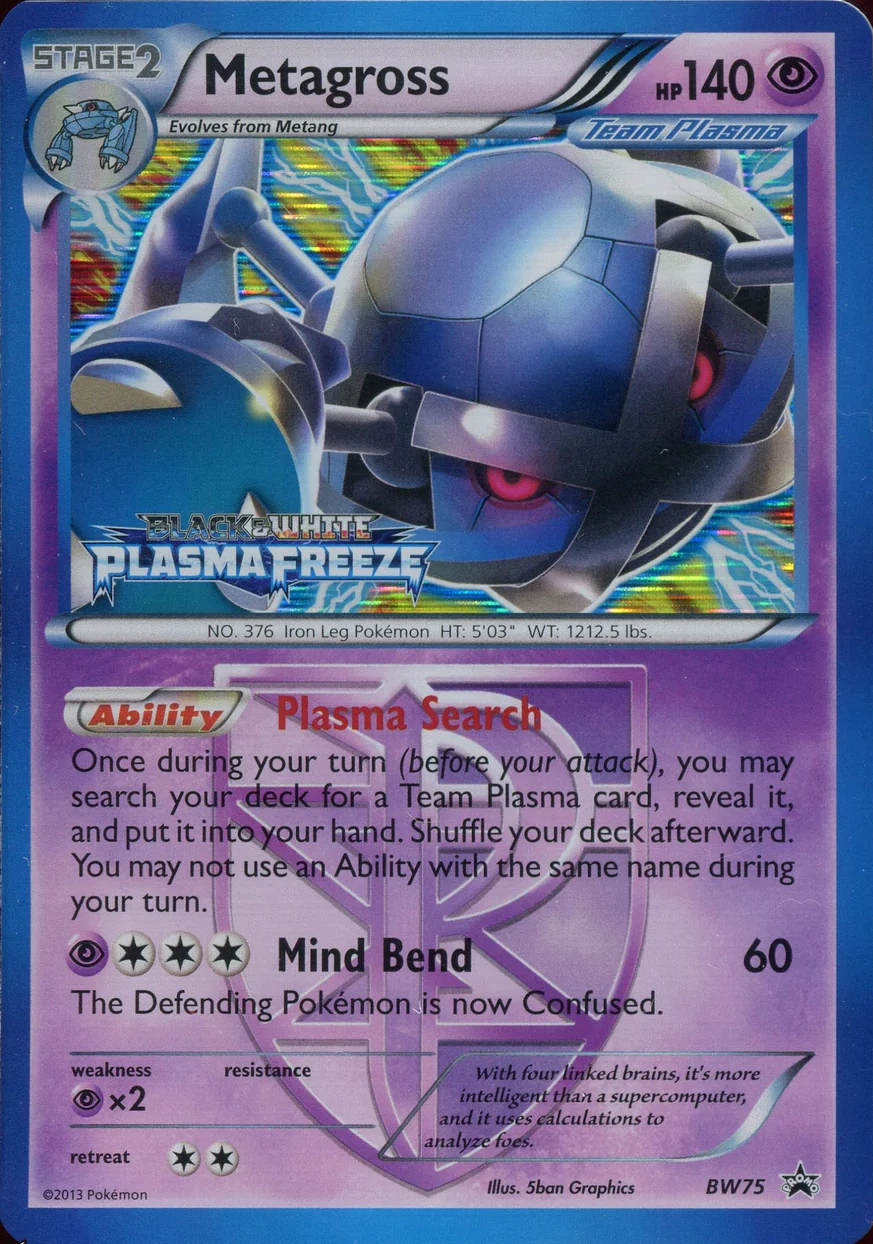 STAGE2
Metagross
HP140
Evolves from Metang
Team Plasma
BLACK&WHITE
PLASMA FREEZE
NO. 376 Iron Leg Pokémon HT: 5'03" WT: 1212.5 lbs.
Ability Plasma Search
Once during your turn (before your attack), you may
search your deck for a Team Plasma card, reveal it,
and put it into your hand. Shuffle your deck afterward.
You may not use an Ability with the same name during
your turn.
Mind Bend 60
The Defending Pokémon is now Confused.
weakness resistance
×2
With four linked brains, it's more
intelligent than a supercomputer,
and it uses calculations to
analyze foes.
retreat
©2013 Pokémon
Illus. 5ban Graphics
BW75 PROMO